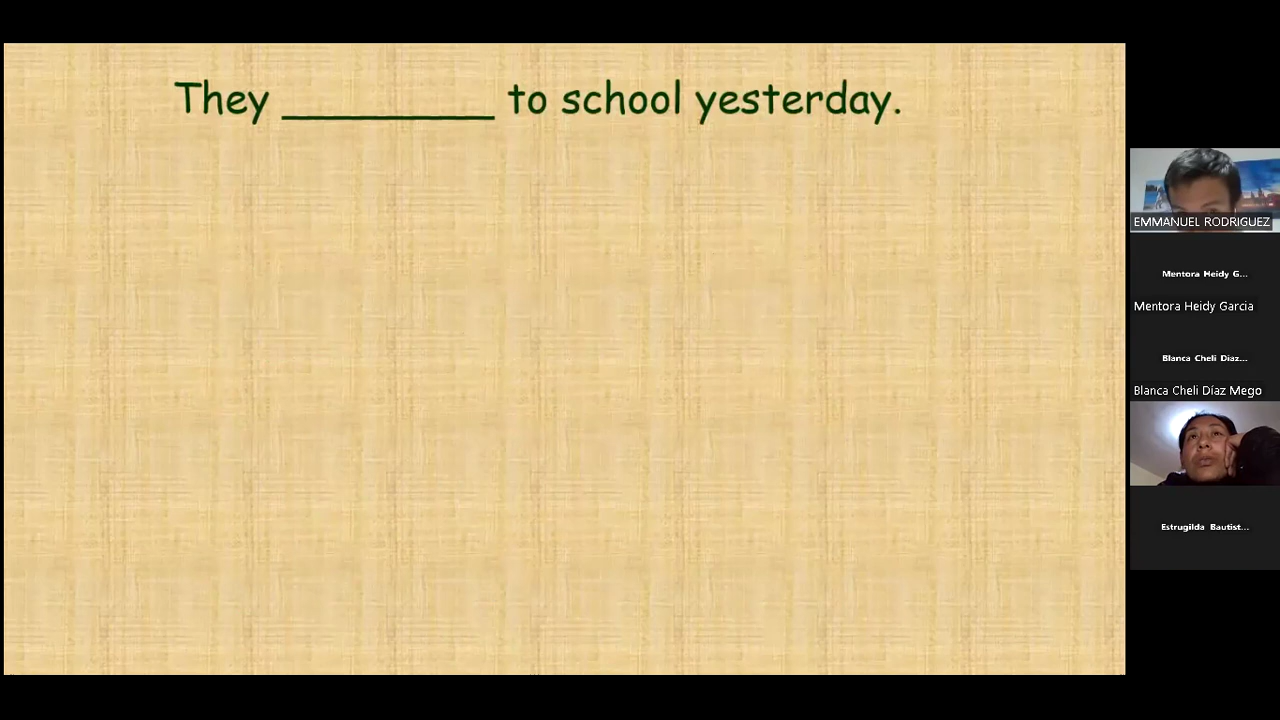 They ________ to school yesterday.
EMMANUEL RODRIGUEZ
Mentora Heidy G...
Mentora Heidy Garcia
Blanca Cheli Diaz...
Blanca Cheli Díaz Mego
Estrugilda Bautist...